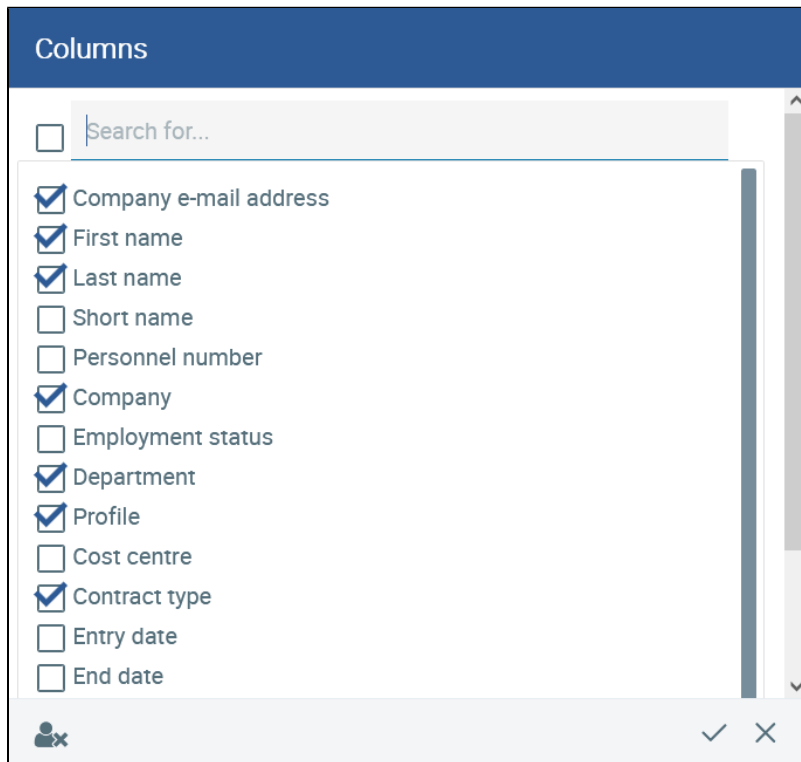 Columns
Search for...
Company e-mail address
First name
Last name
Short name
Personnel number
Company
Employment status
Department
Profile
Cost centre
Contract type
Entry date
End date